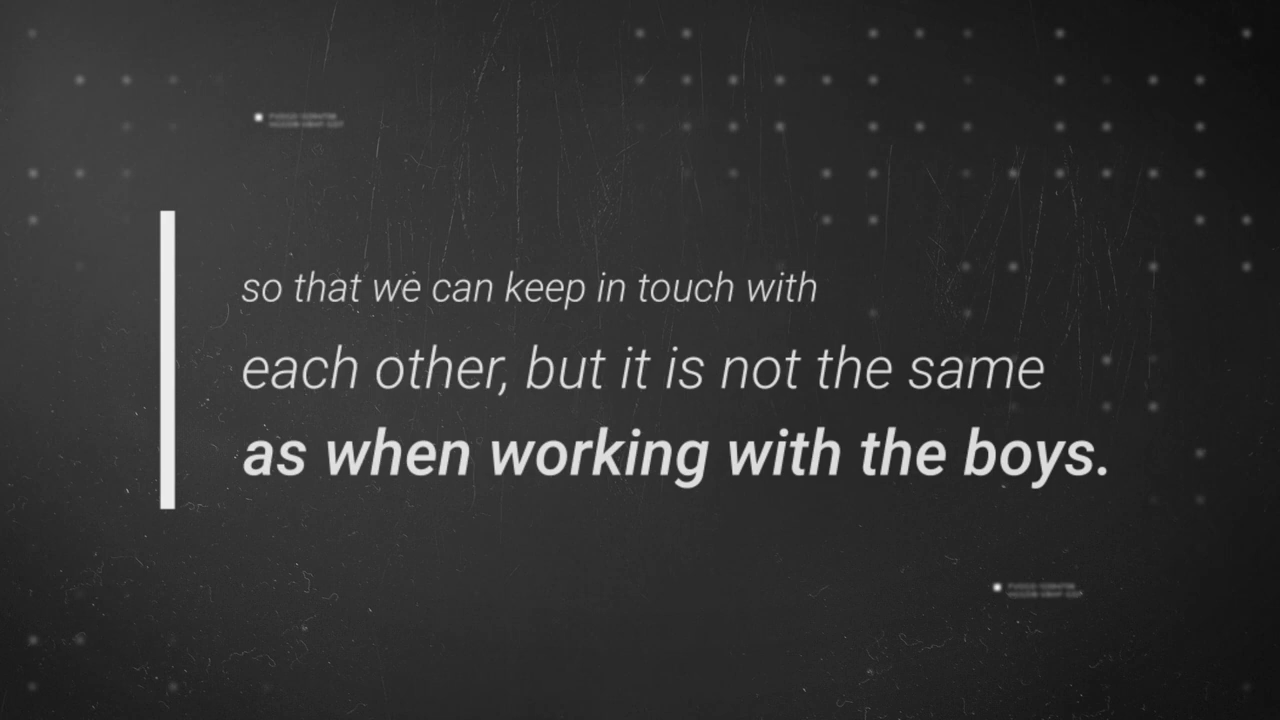 so that we can keep in touch with
each other, but it is not the same
as when working with the boys.